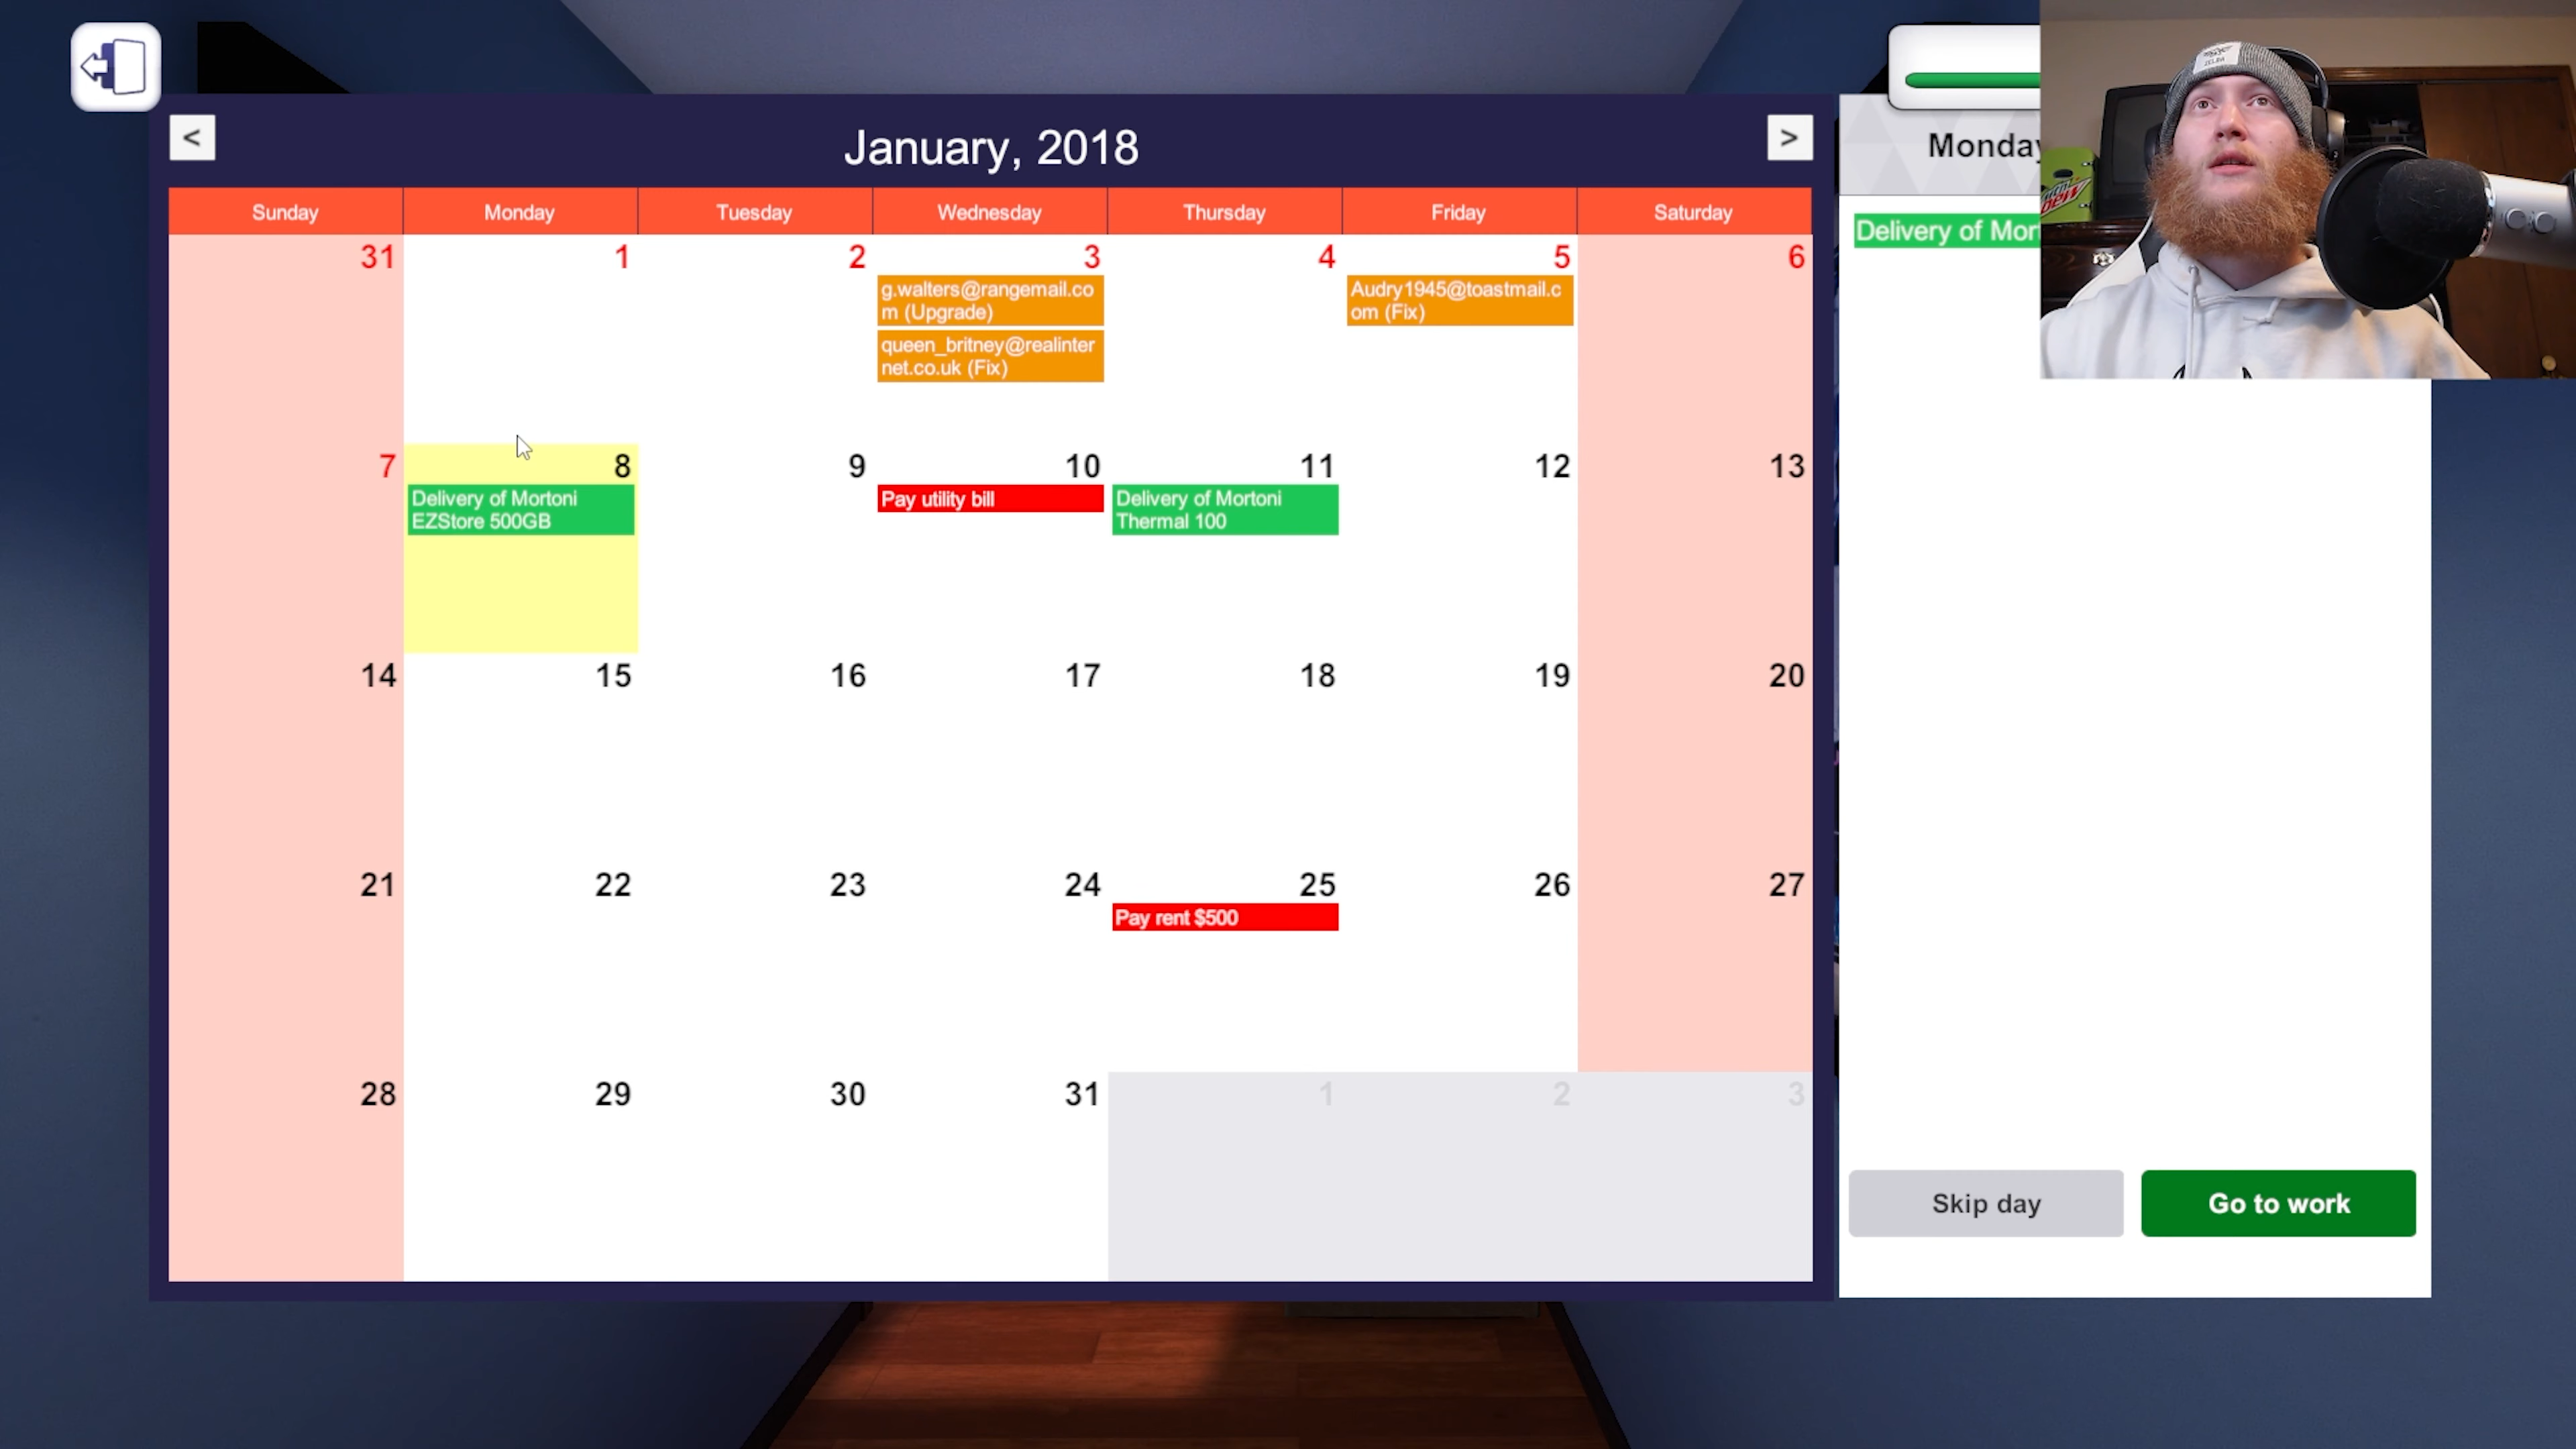 <
January, 2018
>
Sunday
Monday
Tuesday
Wednesday
Thursday
Friday
Saturday
31
1
2
3
4
5
6
g.walters@rangemail.co
m (Upgrade)
queen_britney@realinter
net.co.uk (Fix)
Audry1945@toastmail.c
om (Fix)
7
8
9
10
11
12
13
Delivery of Mortoni
EZStore 500GB
Pay utility bill
Delivery of Mortoni
Thermal 100
14
15
16
17
18
19
20
21
22
23
24
25
26
27
Pay rent $500
28
29
30
31
1
2
3
Monday
Delivery of Mor
Skip day
Go to work
ZELDA